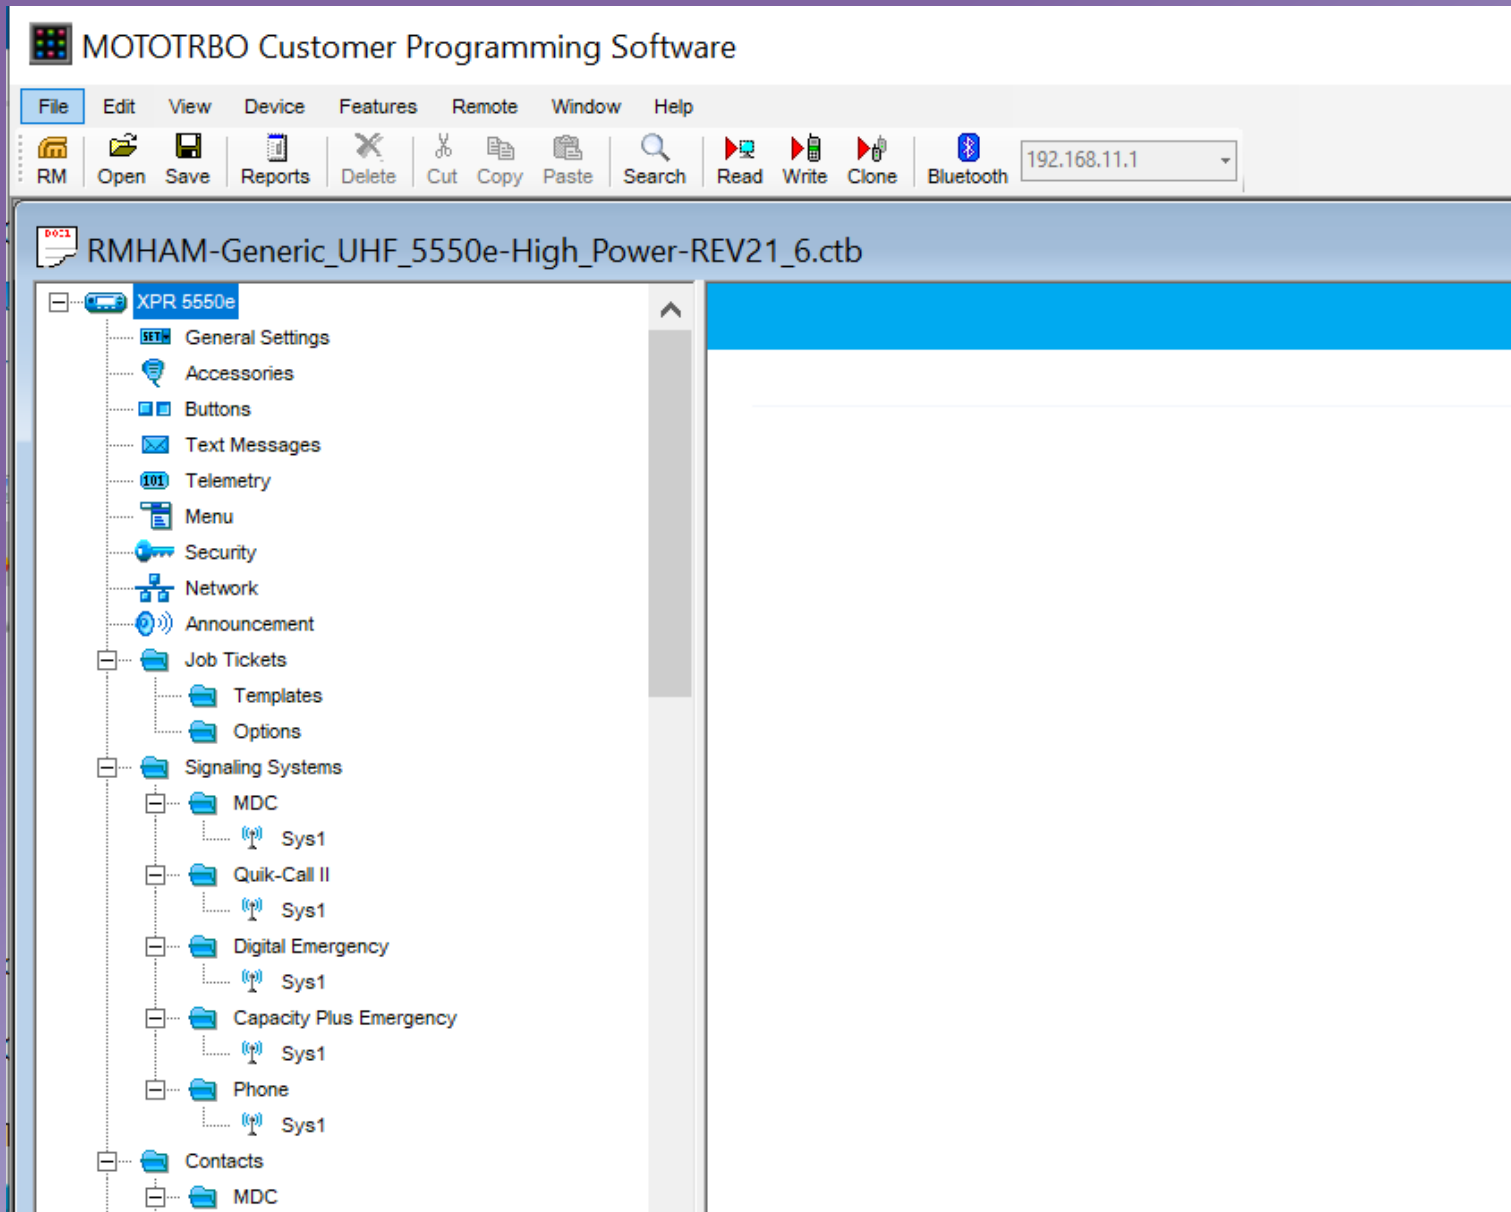 MOTOTRBO Customer Programming Software
File Edit View Device Features Remote Window Help
RM Open Save Reports Delete Cut Copy Paste Search Read Write Clone Bluetooth 192.168.11.1
RMHAM-Generic_UHF_5550e-High_Power-REV21_6.ctb
XPR 5550e
General Settings
Accessories
Buttons
Text Messages
Telemetry
Menu
Security
Network
Announcement
Job Tickets
Templates
Options
Signaling Systems
MDC
Sys1
Quik-Call II
Sys1
Digital Emergency
Sys1
Capacity Plus Emergency
Sys1
Phone
Sys1
Contacts
MDC